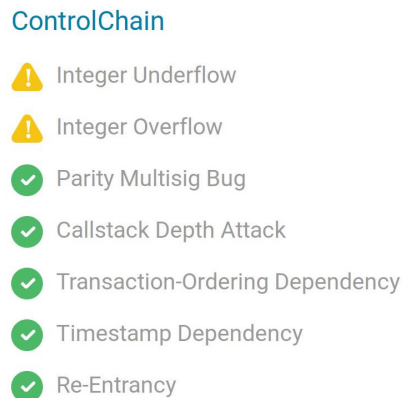 ControlChain
Integer Underflow
Integer Overflow
Parity Multisig Bug
Callstack Depth Attack
Transaction-Ordering Dependency
Timestamp Dependency
Re-Entrancy